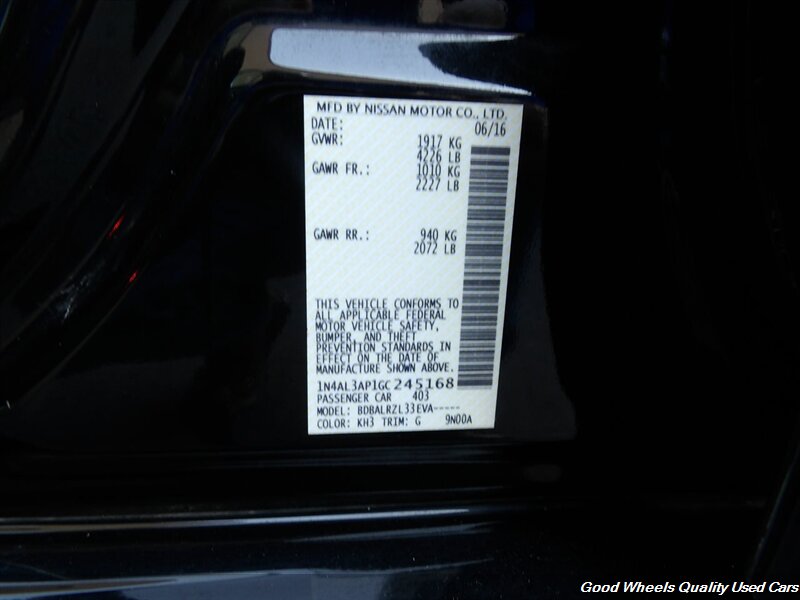 MFD BY NISSAN MOTOR CO., LTD.
DATE: 06/16
GVWR: 1917 KG
4226 LB
GAWR FR.: 1010 KG
2227 LB
GAWR RR.: 940 KG
2072 LB
THIS VEHICLE CONFORMS TO
ALL APPLICABLE FEDERAL
MOTOR VEHICLE SAFETY,
BUMPER, AND THEFT
PREVENTION STANDARDS IN
EFFECT ON THE DATE OF
MANUFACTURE SHOWN ABOVE.
1N4AL3AP1GC245168
PASSENGER CAR 403
MODEL: BDBALRZL33EVA-----
COLOR: KH3 TRIM: G 9N00A
Good Wheels Quality Used Cars